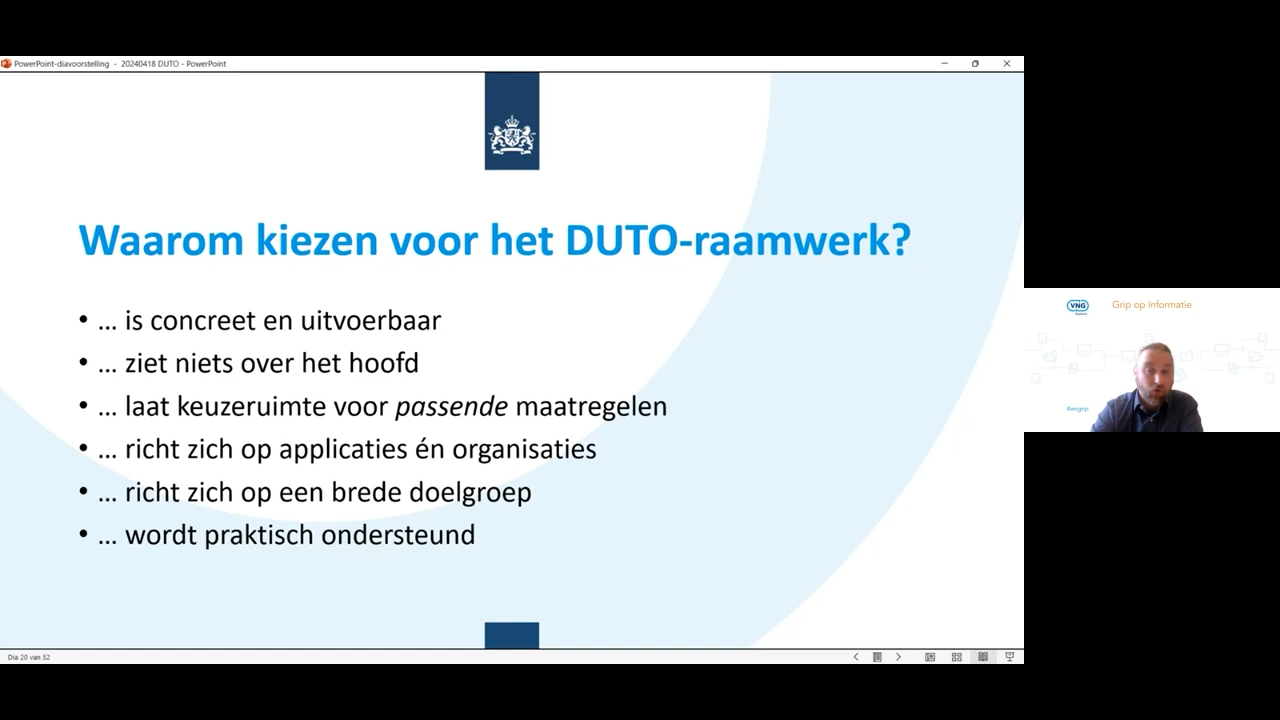 PowerPoint-diavoorstelling - 20240418 DUTO - PowerPoint
Waarom kiezen voor het DUTO-raamwerk?
• ... is concreet en uitvoerbaar
• ... ziet niets over het hoofd
• ... laat keuzeruimte voor passende maatregelen
• ... richt zich op applicaties én organisaties
• ... richt zich op een brede doelgroep
• ... wordt praktisch ondersteund
Dia 20 van 52
VNG
Grip op Informatie